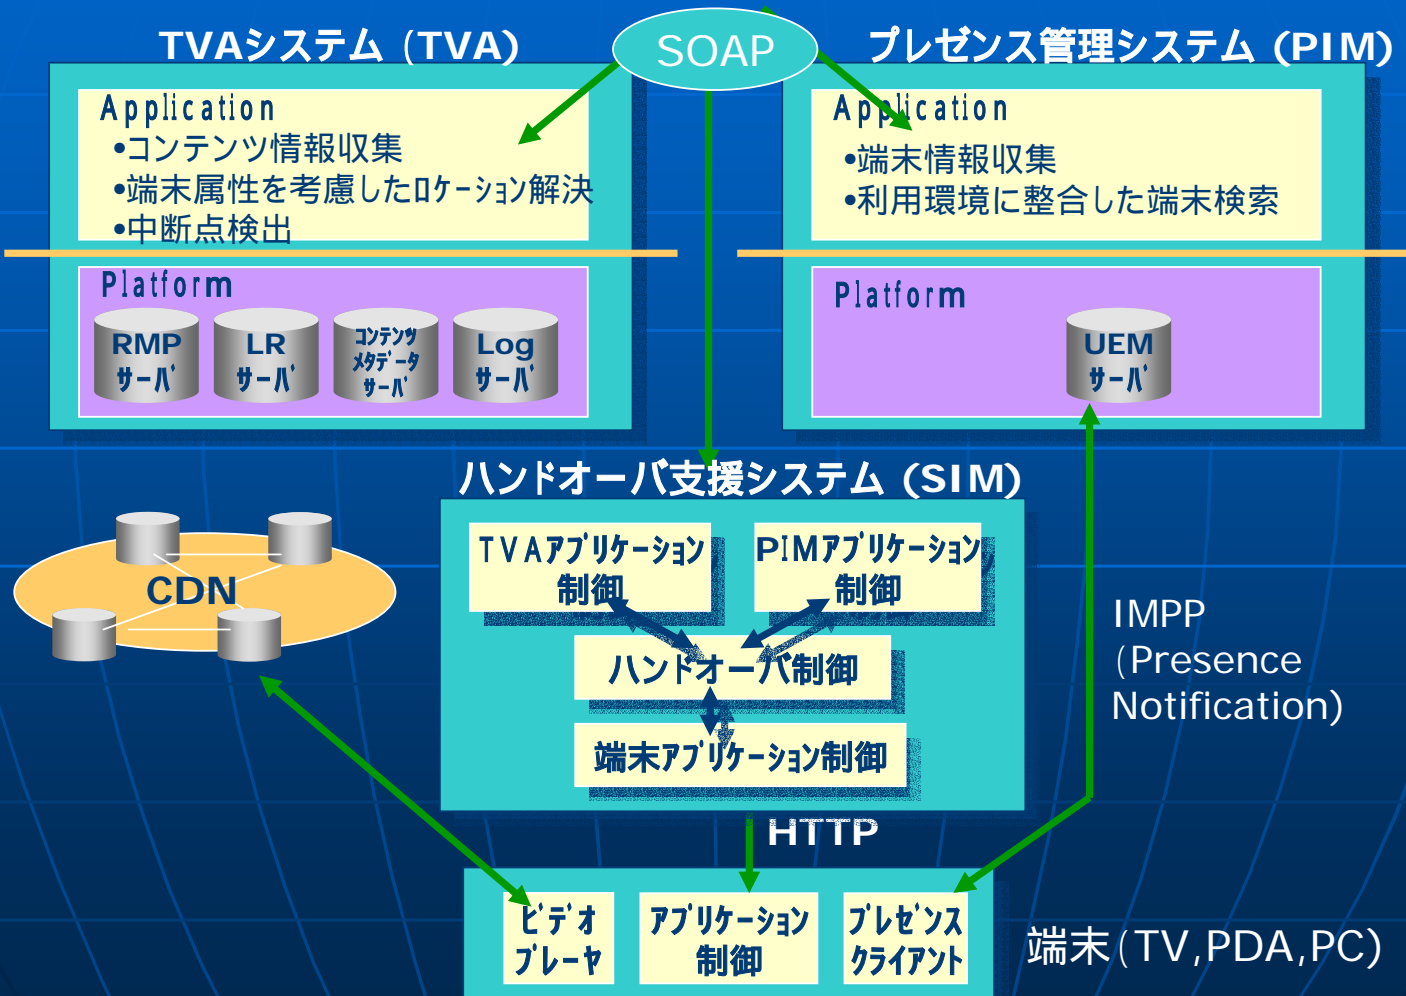 TVAシステム (TVA)
SOAP
プレゼンス管理システム (PIM)
Application
•コンテンツ情報収集
•端末属性を考慮したﾛｹｰｼｮﾝ解決
•中断点検出
Platform
RMP
サーバ
LR
サーバ
ｺﾝﾃﾝﾂ
ﾒﾀﾃﾞｰﾀ
ｻｰﾊﾞ
Log
サーバ
Application
•端末情報収集
•利用環境に整合した端末検索
Platform
UEM
サーバ
ハンドオーバ支援システム (SIM)
TVAｱﾌﾟﾘｹｰｼｮﾝ
制御
PIMｱﾌﾟﾘｹｰｼｮﾝ
制御
ハンドオーバ制御
端末ｱﾌﾟﾘｹｰｼｮﾝ制御
CDN
IMPP
(Presence
Notification)
HTTP
ﾋﾞﾃﾞｵ
ﾌﾟﾚｰﾔ
ｱﾌﾟﾘｹｰｼｮﾝ
制御
ﾌﾟﾚｾﾞﾝｽ
ｸﾗｲｱﾝﾄ
端末(TV,PDA,PC)